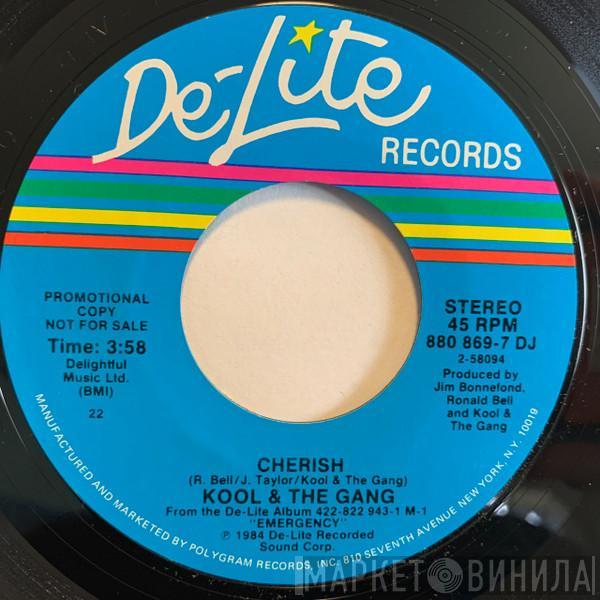 De-Lite
RECORDS
PROMOTIONAL
COPY
NOT FOR SALE
Time: 3:58
Delightful
Music Ltd.
(BMI)
22
STEREO
45 RPM
880 869-7 DJ
2-58094
Produced by
Jim Bonnefond,
Ronald Bell
and Kool &
The Gang
CHERISH
(R. Bell/J. Taylor/Kool & The Gang)
KOOL & THE GANG
From the De-Lite Album 422-822 943-1 M-1
"EMERGENCY"
℗ 1984 De-Lite Recorded
Sound Corp.
MANUFACTURED AND MARKETED BY POLYGRAM RECORDS, INC. 810 SEVENTH AVENUE NEW YORK, N.Y. 10019
МАРКЕТ ВИНИЛА